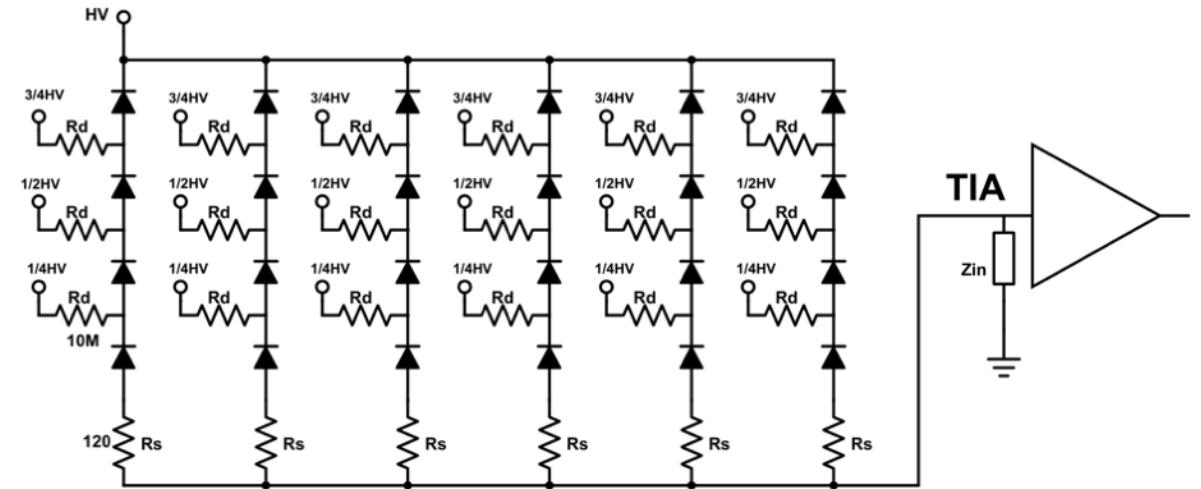 HV
3/4HV 3/4HV 3/4HV 3/4HV 3/4HV 3/4HV
Rd Rd Rd Rd Rd Rd
1/2HV 1/2HV 1/2HV 1/2HV 1/2HV 1/2HV
Rd Rd Rd Rd Rd Rd
TIA
1/4HV 1/4HV 1/4HV 1/4HV 1/4HV 1/4HV
Zin
Rd Rd Rd Rd Rd Rd
10M
120 Rs Rs Rs Rs Rs Rs